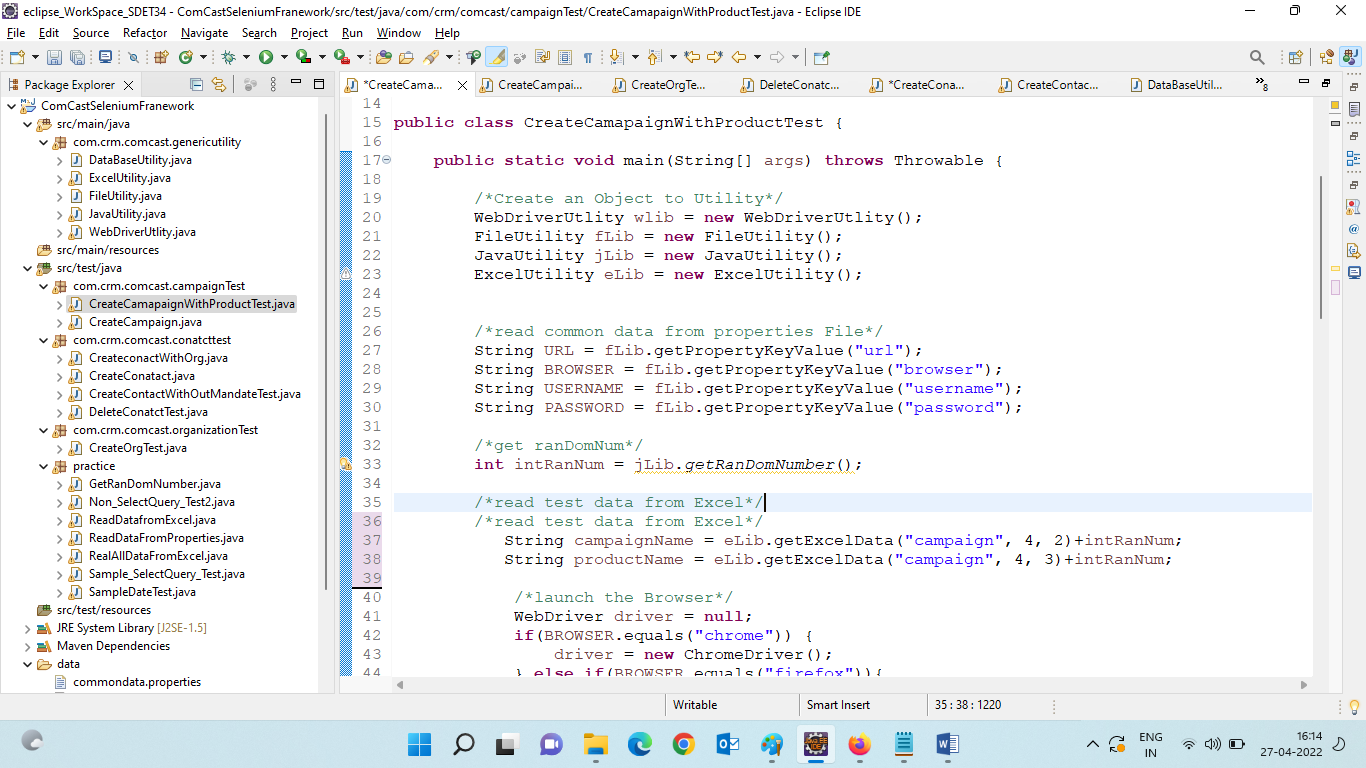 eclipse_WorkSpace_SDET34 - ComCastSeleniumFranework/src/test/java/com/crm/comcast/campaignTest/CreateCamapaignWithProductTest.java - Eclipse IDE
File Edit Source Refactor Navigate Search Project Run Window Help
Package Explorer
ComCastSeleniumFranework
src/main/java
com.crm.comcast.genericutility
DataBaseUtility.java
ExcelUtility.java
FileUtility.java
JavaUtility.java
WebDriverUtlity.java
src/main/resources
src/test/java
com.crm.comcast.campaignTest
CreateCamapaignWithProductTest.java
CreateCampaign.java
com.crm.comcast.conatcttest
CreateconactWithOrg.java
CreateConatact.java
CreateContactWithOutMandateTest.java
DeleteConatctTest.java
com.crm.comcast.organizationTest
CreateOrgTest.java
practice
GetRanDomNumber.java
Non_SelectQuery_Test2.java
ReadDatafromExcel.java
ReadDataFromProperties.java
RealAllDataFromExcel.java
Sample_SelectQuery_Test.java
SampleDateTest.java
src/test/resources
JRE System Library [J2SE-1.5]
Maven Dependencies
data
commondata.properties
*CreateCama... CreateCampai... CreateOrgTe... DeleteConatc... *CreateCona... CreateContac... DataBaseUtil... »8
14
15 public class CreateCamapaignWithProductTest {
16
17 public static void main(String[] args) throws Throwable {
18
19 /*Create an Object to Utility*/
20 WebDriverUtlity wlib = new WebDriverUtlity();
21 FileUtility fLib = new FileUtility();
22 JavaUtility jLib = new JavaUtility();
23 ExcelUtility eLib = new ExcelUtility();
24
25
26 /*read common data from properties File*/
27 String URL = fLib.getPropertyKeyValue("url");
28 String BROWSER = fLib.getPropertyKeyValue("browser");
29 String USERNAME = fLib.getPropertyKeyValue("username");
30 String PASSWORD = fLib.getPropertyKeyValue("password");
31
32 /*get ranDomNum*/
33 int intRanNum = jLib.getRanDomNumber();
34
35 /*read test data from Excel*/
36 /*read test data from Excel*/
37 String campaignName = eLib.getExcelData("campaign", 4, 2)+intRanNum;
38 String productName = eLib.getExcelData("campaign", 4, 3)+intRanNum;
39
40 /*launch the Browser*/
41 WebDriver driver = null;
42 if(BROWSER.equals("chrome")) {
43 driver = new ChromeDriver();
44 } else if(BROWSER.equals("firefox")){
Writable Smart Insert 35 : 38 : 1220
ENG
IN
16:14
27-04-2022